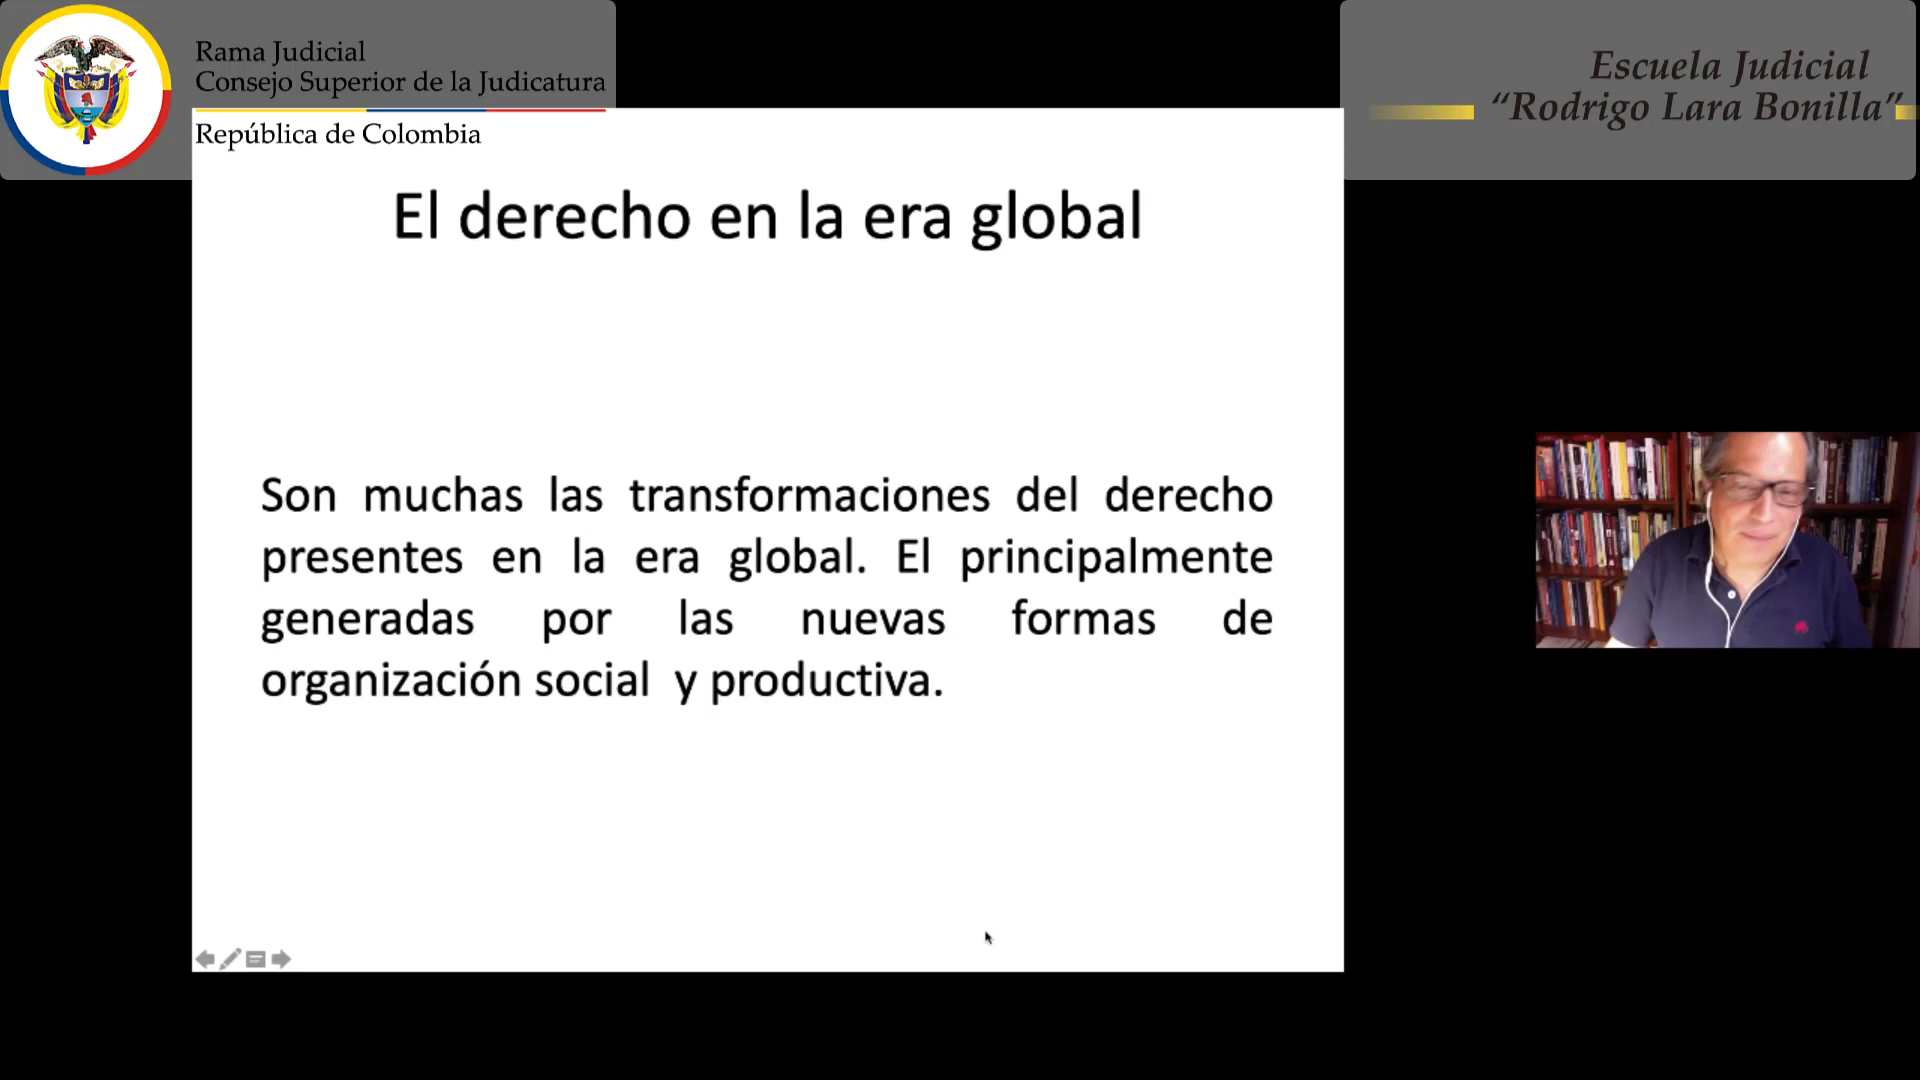 Rama Judicial
Consejo Superior de la Judicatura
República de Colombia
Escuela Judicial
“Rodrigo Lara Bonilla”
El derecho en la era global
Son muchas las transformaciones del derecho
presentes en la era global. El principalmente
generadas por las nuevas formas de
organización social y productiva.